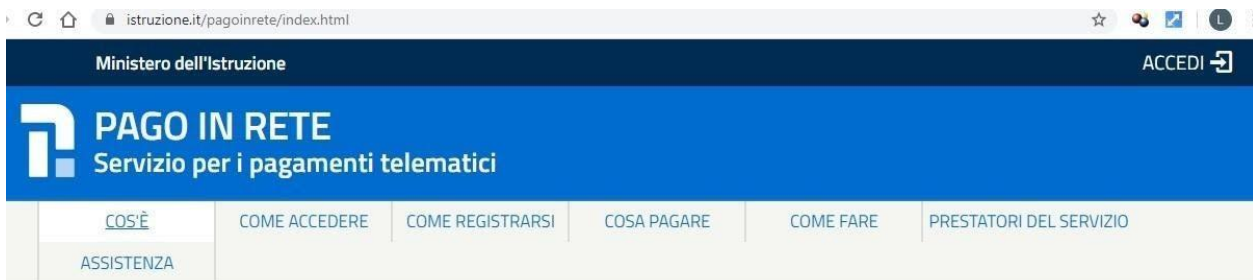 istruzione.it/pagoinrete/index.html
L
Ministero dell'Istruzione
ACCEDI
PAGO IN RETE
Servizio per i pagamenti telematici
COS'È
COME ACCEDERE
COME REGISTRARSI
COSA PAGARE
COME FARE
PRESTATORI DEL SERVIZIO
ASSISTENZA